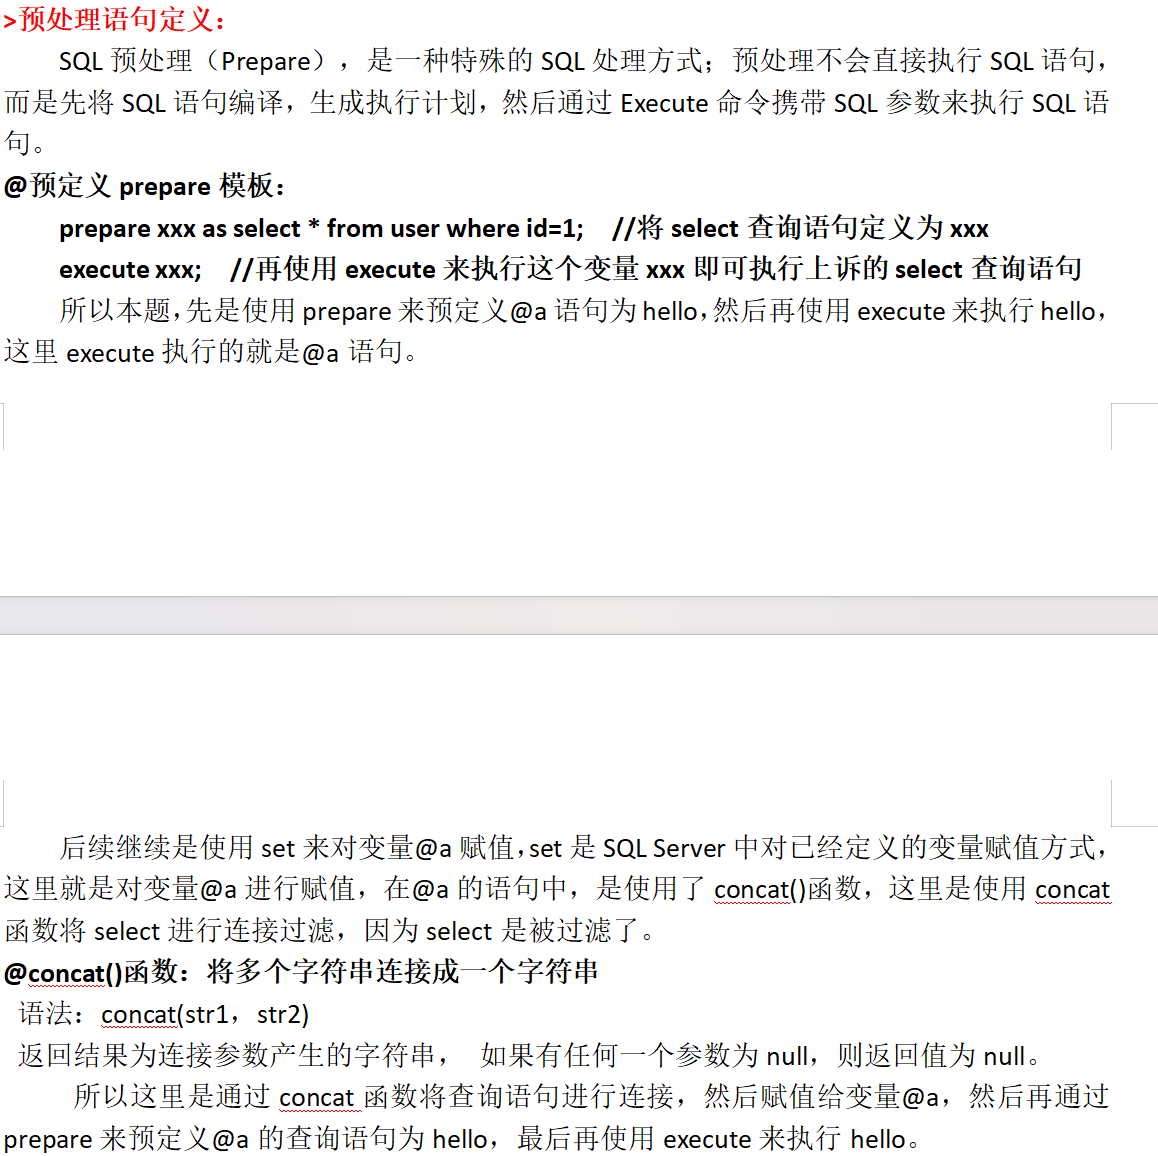 >预处理语句定义：
SQL 预处理（Prepare），是一种特殊的 SQL 处理方式；预处理不会直接执行 SQL 语句，
而是先将 SQL 语句编译，生成执行计划，然后通过 Execute 命令携带 SQL 参数来执行 SQL 语
句。
@预定义 prepare 模板：
prepare xxx as select * from user where id=1; //将 select 查询语句定义为 xxx
execute xxx; //再使用 execute 来执行这个变量 xxx 即可执行上诉的 select 查询语句
所以本题，先是使用 prepare 来预定义@a 语句为 hello，然后再使用 execute 来执行 hello，
这里 execute 执行的就是@a 语句。
后续继续是使用 set 来对变量@a 赋值，set 是 SQL Server 中对已经定义的变量赋值方式，
这里就是对变量@a 进行赋值，在@a 的语句中，是使用了 concat()函数，这里是使用 concat
函数将 select 进行连接过滤，因为 select 是被过滤了。
@concat()函数：将多个字符串连接成一个字符串
语法：concat(str1，str2)
返回结果为连接参数产生的字符串， 如果有任何一个参数为 null，则返回值为 null。
所以这里是通过 concat 函数将查询语句进行连接，然后赋值给变量@a，然后再通过
prepare 来预定义@a 的查询语句为 hello，最后再使用 execute 来执行 hello。